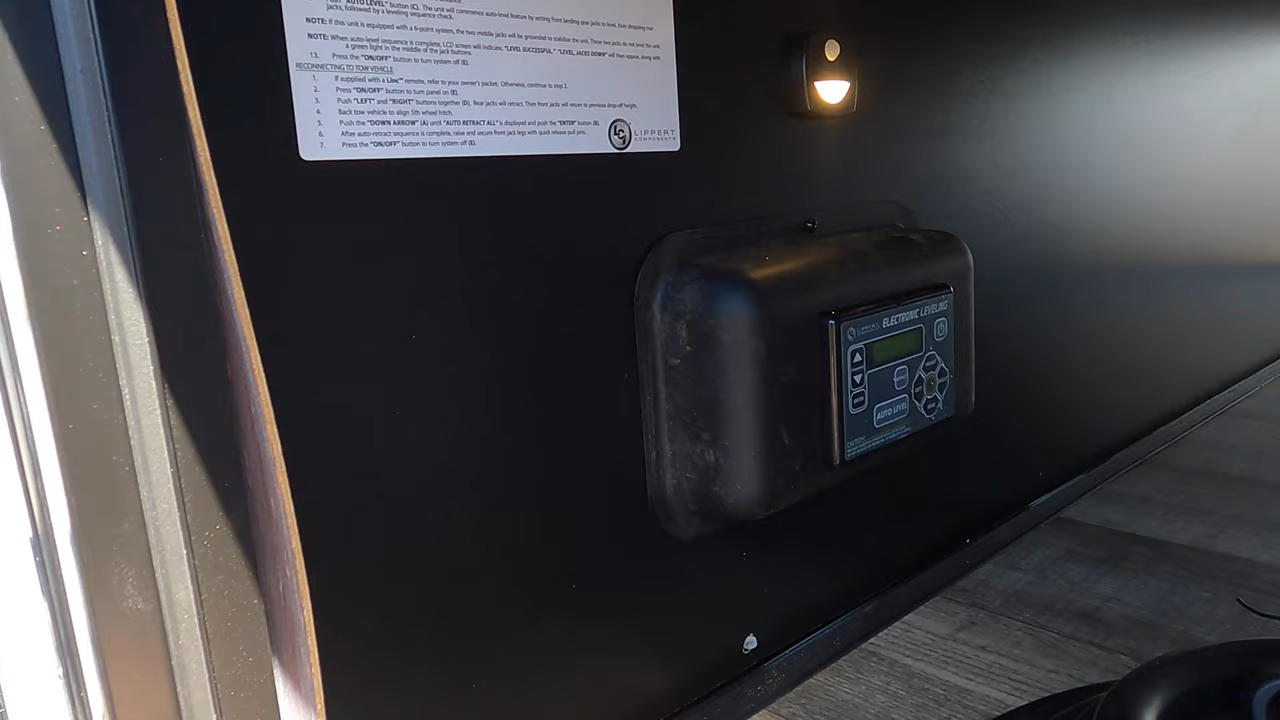 "AUTO LEVEL" button (C). The unit will commence auto-level feature by setting front landing gear jacks to level, then dropping rear
jacks, followed by a leveling sequence check.
NOTE: If this unit is equipped with a 6-point system, the two middle jacks will be grounded to stabilize the unit. These two jacks do not level the unit.
NOTE: When auto-level sequence is complete, LCD screen will indicate, "LEVEL SUCCESSFUL." "LEVEL, JACKS DOWN" will then appear, along with
a green light in the middle of the jack buttons.
13. Press the "ON/OFF" button to turn system off (E).
RECONNECTING TO TOW VEHICLE
1. If supplied with a Linc™ remote, refer to your owner's packet. Otherwise, continue to step 2.
2. Press "ON/OFF" button to turn panel on (E).
3. Push "LEFT" and "RIGHT" buttons together (D). Rear jacks will retract. Then front jacks will return to previous drop-off height.
4. Back tow vehicle to align 5th wheel hitch.
5. Push the "DOWN ARROW" (A) until "AUTO RETRACT ALL" is displayed and push the "ENTER" button (B).
6. After auto-retract sequence is complete, raise and secure front jack legs with quick release pull pins.
7. Press the "ON/OFF" button to turn system off (E).
LC
LIPPERT
COMPONENTS
LIPPERT
COMPONENTS
ELECTRONIC LEVELING
FRONT
LEFT
REAR
ENTER
AUTO LEVEL
CAUTION: